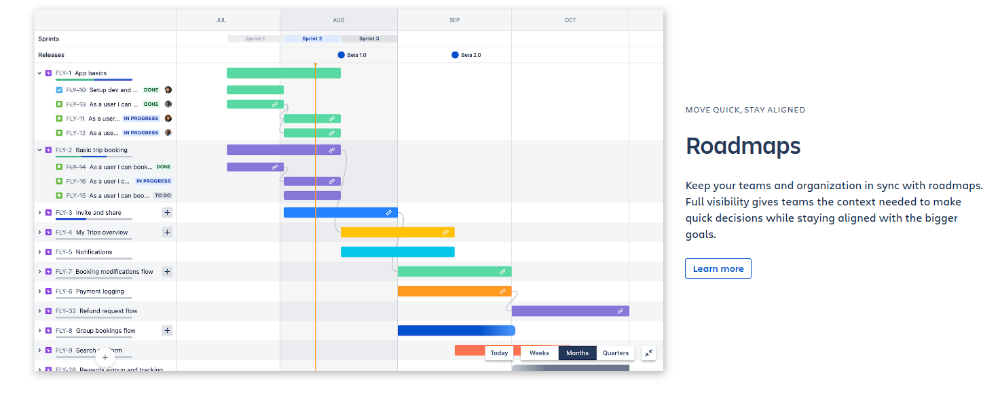 JUL AUG SEP OCT
Sprints Sprint 1 Sprint 2 Sprint 3
Releases Beta 1.0 Beta 2.0
FLY-1 App basics
FLY-10 Setup dev and ... DONE
FLY-13 As a user I can ... DONE
FLY-11 As a user... IN PROGRESS
FLY-12 As a use... IN PROGRESS
FLY-2 Basic trip booking
FLY-14 As a user I can book... DONE
FLY-16 As a user I c... IN PROGRESS
FLY-15 As a user I can boo... TO DO
FLY-3 Invite and share
FLY-4 My Trips overview
FLY-5 Notifications
FLY-7 Booking modifications flow
FLY-6 Payment logging
FLY-32 Refund request flow
FLY-8 Group bookings flow
FLY-9 Search
Today Weeks Months Quarters
FLY-28 Rewards signup and tracking
MOVE QUICK, STAY ALIGNED
Roadmaps
Keep your teams and organization in sync with roadmaps.
Full visibility gives teams the context needed to make
quick decisions while staying aligned with the bigger
goals.
Learn more